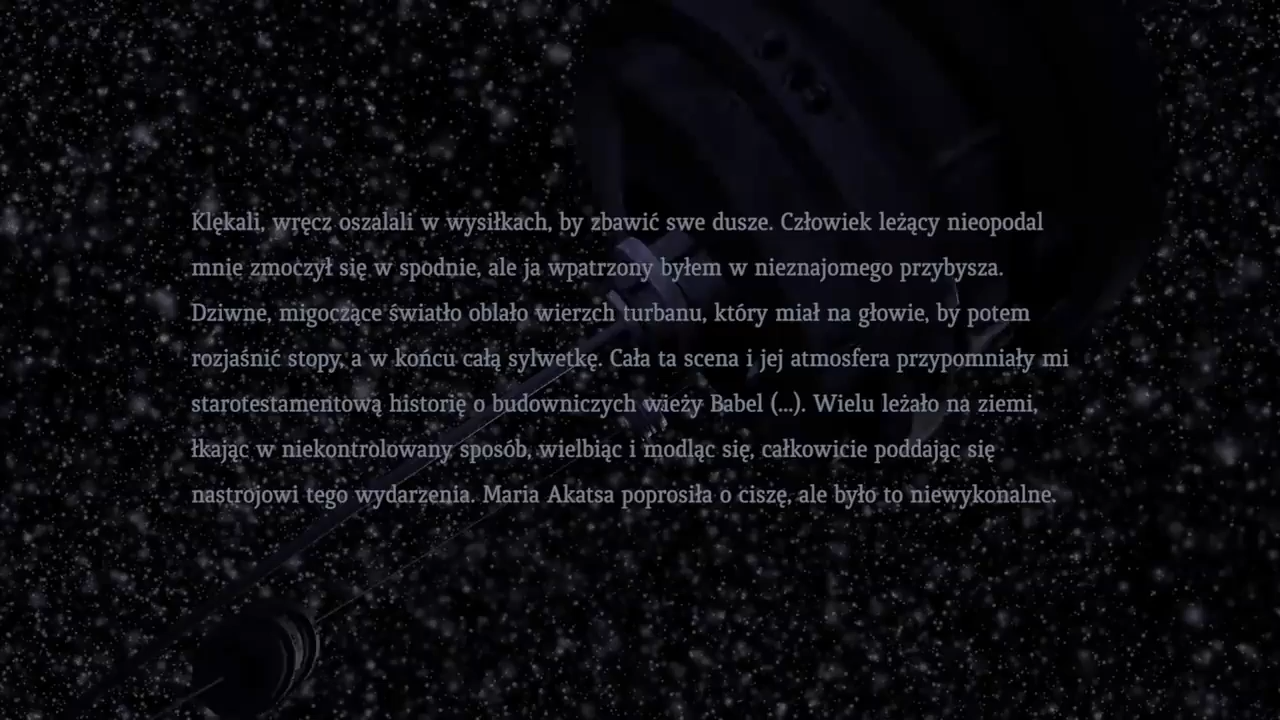 Klękali, wręcz oszalali w wysiłkach, by zbawić swe dusze. Człowiek leżący nieopodal
mnie zmoczył się w spodnie, ale ja wpatrzony byłem w nieznajomego przybysza.
Dziwne, migoczące światło oblało wierzch turbanu, który miał na głowie, by potem
rozjaśnić stopy, a w końcu całą sylwetkę. Cała ta scena i jej atmosfera przypomniały mi
starotestamentową historię o budowniczych wieży Babel (...). Wielu leżało na ziemi,
łkając w niekontrolowany sposób, wielbiąc i modląc się, całkowicie poddając się
nastrojowi tego wydarzenia. Maria Akatsa poprosiła o ciszę, ale było to niewykonalne.